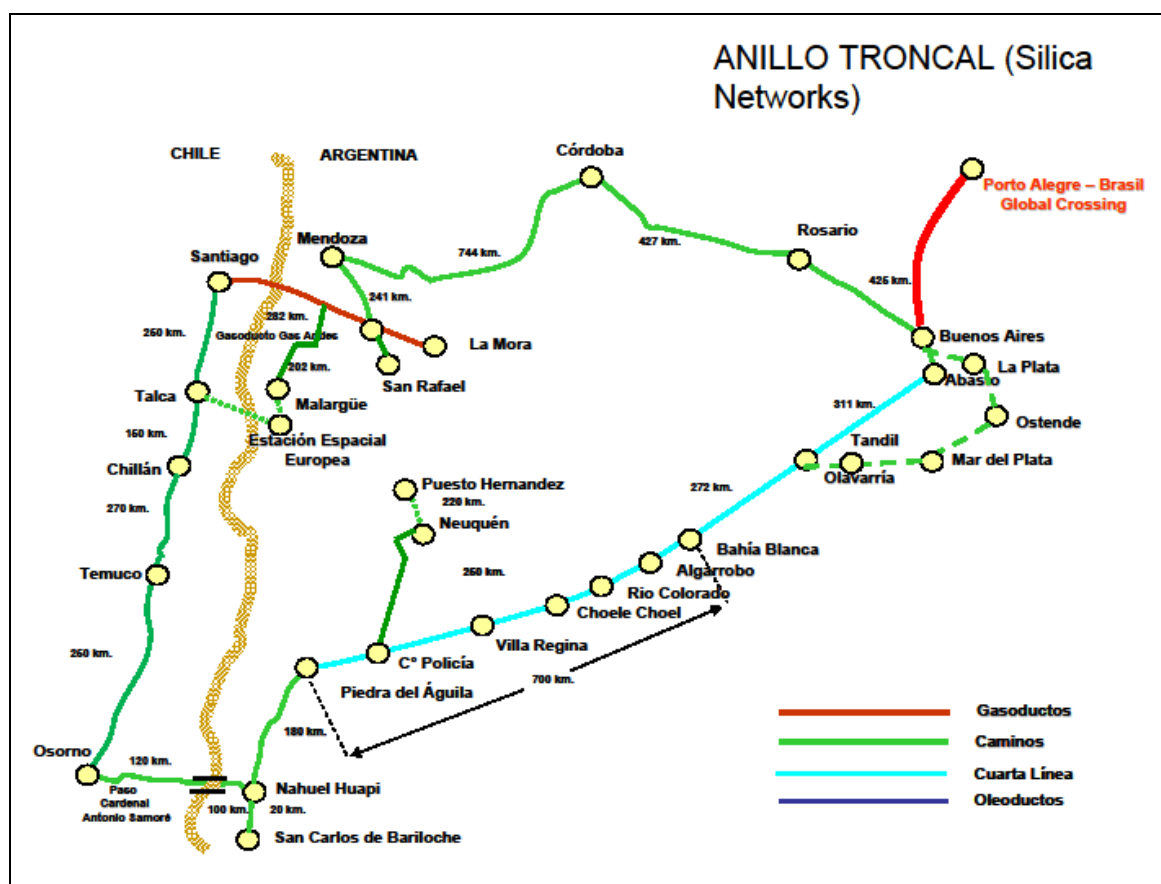 ANILLO TRONCAL (Silica
Networks)
CHILE
ARGENTINA
Córdoba
Porto Alegre – Brasil
Global Crossing
Mendoza
744 km.
427 km.
Rosario
Santiago
241 km.
425 km.
282 km.
Gasoducto Gas Andes
250 km.
Buenos Aires
La Mora
La Plata
202 km.
San Rafael
Abasto
Talca
Malargüe
311 km.
Ostende
Estación Espacial
Europea
Tandil
150 km.
Mar del Plata
Chillán
Olavarría
Puesto Hernandez
272 km.
220 km.
270 km.
Neuquén
Bahía Blanca
Temuco
250 km.
Algarrobo
Rio Colorado
Choele Choel
Villa Regina
250 km.
Cº Policía
700 km.
Piedra del Águila
Gasoductos
180 km.
Caminos
Osorno
120 km.
Cuarta Línea
Paso
Cardenal
Antonio Samoré
Nahuel Huapi
Oleoductos
100 km.
20 km.
San Carlos de Bariloche